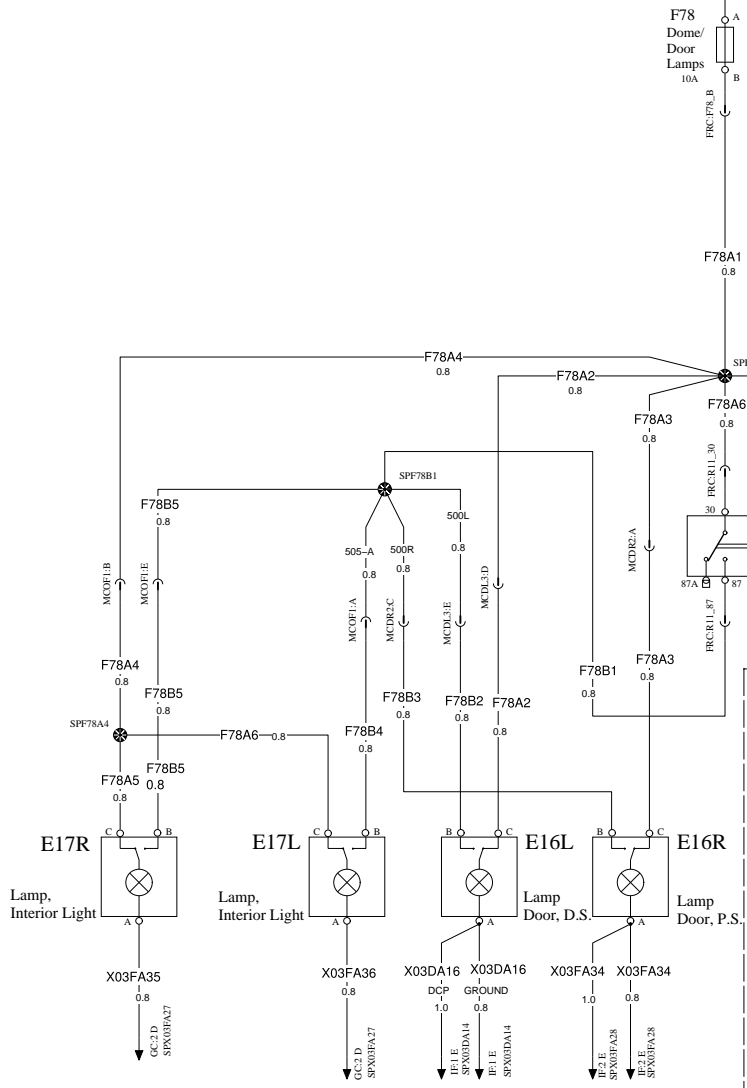 F78
A
Dome/
Door
Lamps
10A
B
FRC:F78_B
F78A1
0.8
F78A4
0.8
F78A2
0.8
SPF
F78A6
0.8
F78A3
0.8
SPF78B1
F78B5
0.8
500L
0.8
505-A
0.8
500R
0.8
FRC:R11_30
30
87A
87
MCOF1:B
MCOF1:E
MCOF1:A
MCDR2:C
MCDL3:E
MCDL3:D
MCDR2:A
FRC:R11_87
F78A4
0.8
F78B5
0.8
F78B3
0.8
F78B2
0.8
F78A2
0.8
F78B1
0.8
F78A3
0.8
SPF78A4
F78A6
0.8
F78B4
0.8
F78A5
0.8
F78B5
0.8
E17R
C
B
E17L
C
B
B
C
E16L
B
C
E16R
Lamp,
Interior Light
A
Lamp,
Interior Light
A
Lamp
Door, D.S.
A
Lamp
Door, P.S.
A
X03FA35
0.8
X03FA36
0.8
X03DA16
DCP
1.0
X03DA16
GROUND
0.8
X03FA34
1.0
X03FA34
0.8
GC:2 D
SPX03FA27
GC:2 D
SPX03FA27
IF:1 E
SPX03DA14
IF:1 E
SPX03DA14
IF:2 E
SPX03FA28
IF:2 E
SPX03FA28